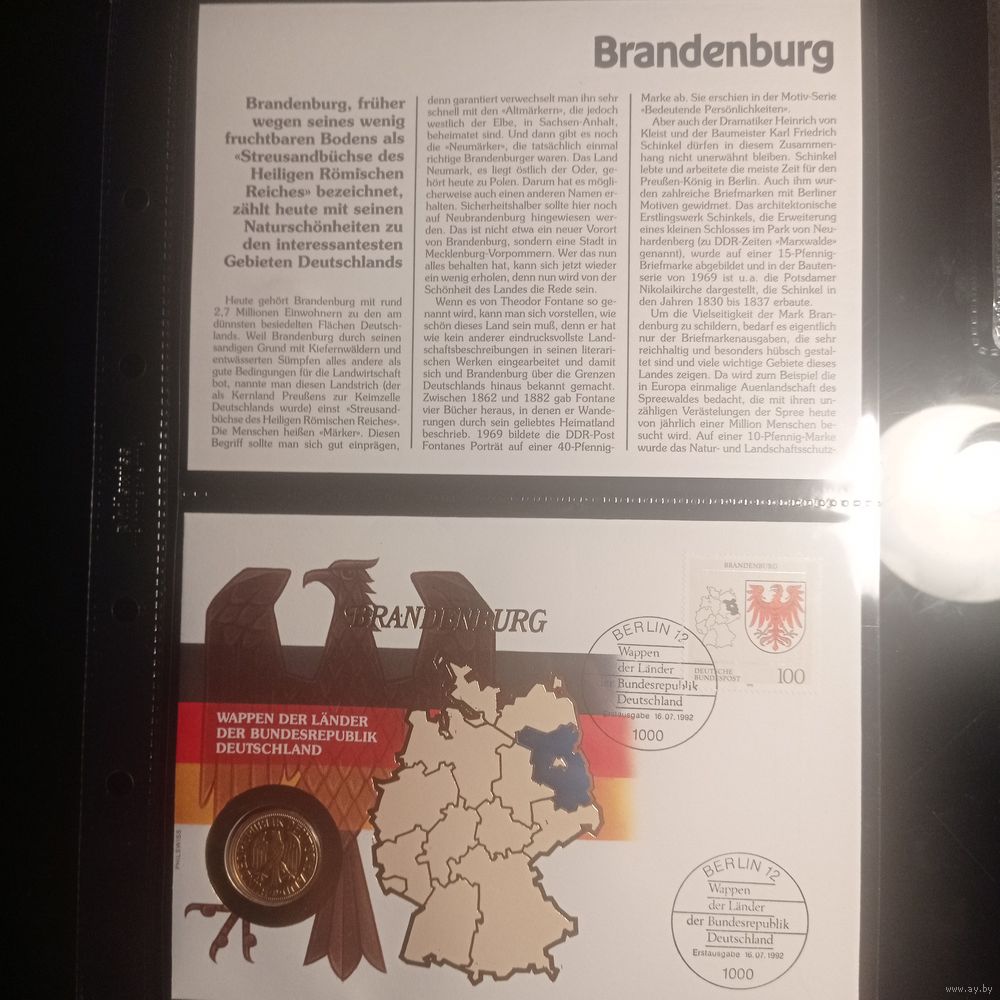 Brandenburg
Brandenburg, früher
wegen seines wenig
fruchtbaren Bodens als
«Streusandbüchse des
Heiligen Römischen
Reiches» bezeichnet,
zählt heute mit seinen
Naturschönheiten zu
den interessantesten
Gebieten Deutschlands
Heute gehört Brandenburg mit rund
2,7 Millionen Einwohnern zu den am
dünnsten besiedelten Flächen Deutsch-
lands. Weil Brandenburg durch seinen
sandigen Grund mit Kiefernwäldern und
entwässerten Sümpfen alles andere als
gute Bedingungen für die Landwirtschaft
bot, nannte man diesen Landstrich (der
als Kernland Preußens zur Keimzelle
Deutschlands wurde) einst «Streusand-
büchse des Heiligen Römischen Reiches».
Die Menschen heißen «Märker». Diesen
Begriff sollte man sich gut einprägen,
denn garantiert verwechselt man ihn sehr
schnell mit den «Altmärkern», die jedoch
westlich der Elbe, in Sachsen-Anhalt,
beheimatet sind. Und dann gibt es noch
die «Neumärker», die tatsächlich einmal
richtige Brandenburger waren. Das Land
Neumark, es liegt östlich der Oder, ge-
hört heute zu Polen. Darum hat es mögli-
cherweise auch einen anderen Namen er-
halten. Sicherheitshalber sollte hier noch
auf Neubrandenburg hingewiesen wer-
den. Das ist nicht etwa ein neuer Vorort
von Brandenburg, sondern eine Stadt in
Mecklenburg-Vorpommern. Wer das nun
alles behalten hat, kann sich jetzt wieder
ein wenig erholen, denn nun wird von der
Schönheit des Landes die Rede sein.
Wenn es von Theodor Fontane so ge-
nannt wird, kann man sich vorstellen, wie
schön dieses Land sein muß, denn er hat
wie kein anderer eindrucksvollste Land-
schaftsbeschreibungen in seinen literari-
schen Werken eingearbeitet und damit
sich und Brandenburg über die Grenzen
Deutschlands hinaus bekannt gemacht.
Zwischen 1862 und 1882 gab Fontane
vier Bücher heraus, in denen er Wande-
rungen durch sein geliebtes Heimatland
beschrieb. 1969 bildete die DDR-Post
Fontanes Porträt auf einer 40-Pfennig-
Marke ab. Sie erschien in der Motiv-Serie
«Bedeutende Persönlichkeiten».
Aber auch der Dramatiker Heinrich von
Kleist und der Baumeister Karl Friedrich
Schinkel dürfen in diesem Zusammen-
hang nicht unerwähnt bleiben. Schinkel
lebte und arbeitete die meiste Zeit für den
Preußen-König in Berlin. Auch ihm wur-
den zahlreiche Briefmarken mit Berliner
Motiven gewidmet. Das architektonische
Erstlingswerk Schinkels, die Erweiterung
eines kleinen Schlosses im Park von Neu-
hardenberg (zu DDR-Zeiten «Marxwalde»
genannt), wurde auf einer 15-Pfennig-
Briefmarke abgebildet und in der Bauten-
serie von 1969 ist u. a. die Potsdamer
Nikolaikirche dargestellt, die Schinkel in
den Jahren 1830 bis 1837 erbaute.
Um die Vielseitigkeit der Mark Bran-
denburg zu schildern, bedarf es eigentlich
nur der Briefmarkenausgaben, die sehr
reichhaltig und besonders hübsch gestal-
tet sind und viele wichtige Gebiete dieses
Landes zeigen. Da wird zum Beispiel die
in Europa einmalige Auenlandschaft des
Spreewaldes bedacht, die mit ihren un-
zähligen Verästelungen der Spree heute
von jährlich einer Million Menschen be-
sucht wird. Auf einer 10-Pfennig-Marke
wurde das Natur- und Landschaftsschutz-
BRANDENBURG
WAPPEN DER LÄNDER
DER BUNDESREPUBLIK
DEUTSCHLAND
PHILSWISS
BRANDENBURG
DEUTSCHE
BUNDESPOST
100
BERLIN 12
Wappen
der Länder
der Bundesrepublik
Deutschland
Erstausgabe 16.07.1992
1000
BERLIN 12
Wappen
der Länder
der Bundesrepublik
Deutschland
Erstausgabe 16.07.1992
1000
www.ay.by